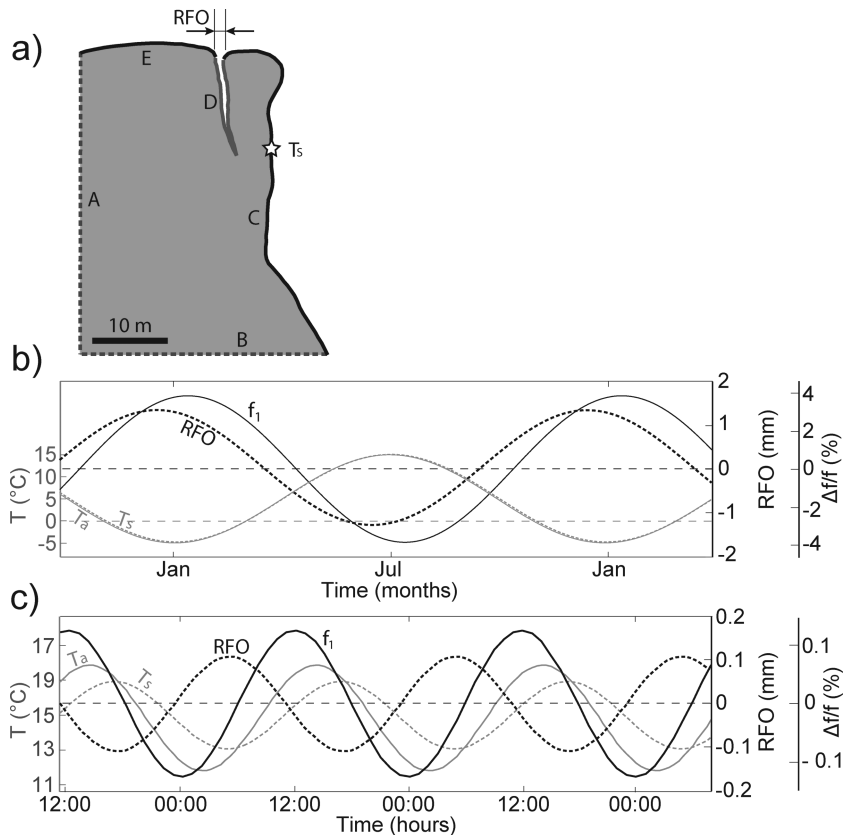 a)
RFO
E
D
Ts
A
C
10 m
B
b)
f1
RFO
Ta
Ts
T (°C)
15
10
5
0
-5
2
1
0
-1
-2
RFO (mm)
4
2
0
-2
-4
Δf/f (%)
Jan
Jul
Jan
Time (months)
c)
Ta
Ts
RFO
f1
T (°C)
17
19
15
13
11
0.2
0.1
0
-0.1
-0.2
RFO (mm)
0.1
0
- 0.1
Δf/f (%)
12:00
00:00
12:00
00:00
12:00
00:00
Time (hours)